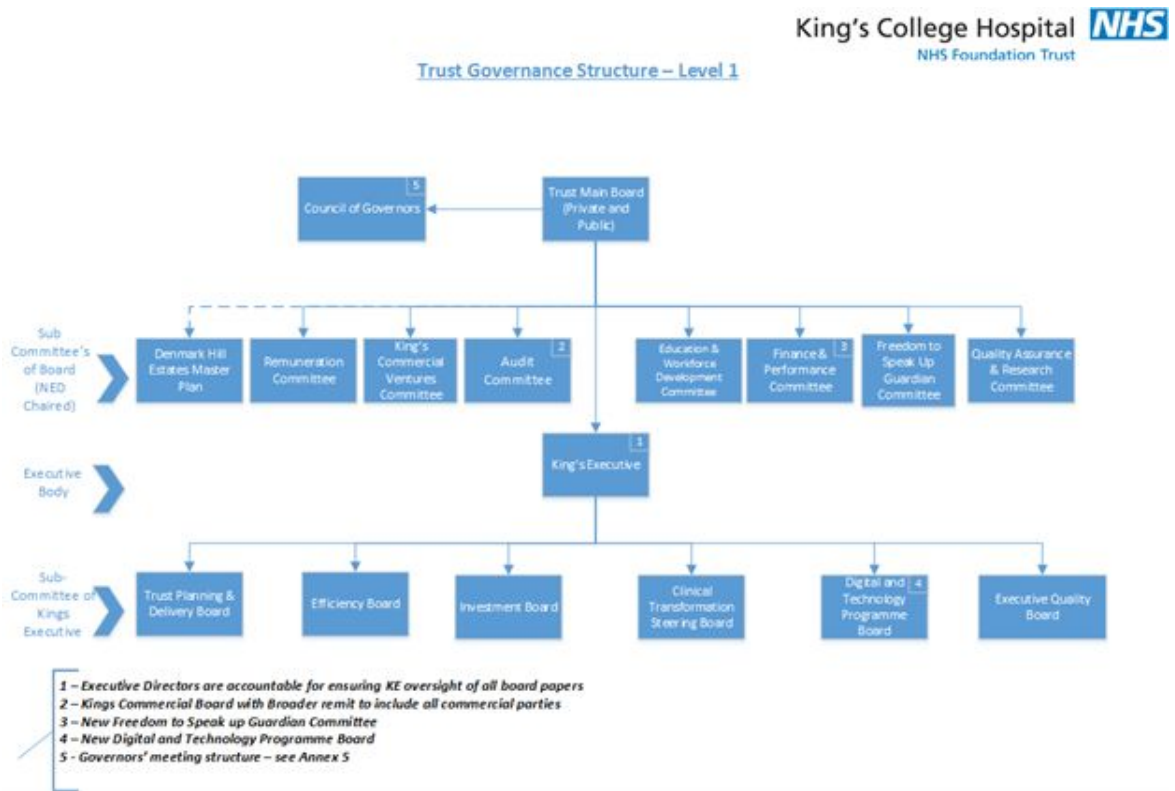 King's College Hospital NHS
NHS Foundation Trust
Trust Governance Structure – Level 1
5
Council of Governors
Trust Main Board
(Private and
Public)
Sub
Committee's
of Board
(NED
Chaired)
Denmark Hill
Estates Master
Plan
Remuneration
Committee
King's
Commercial
Ventures
Committee
2
Audit
Committee
Education &
Workforce
Development
Committee
3
Finance &
Performance
Committee
Freedom to
Speak Up
Guardian
Committee
Quality Assurance
& Research
Committee
1
King's Executive
Executive
Body
Sub-
Committee of
Kings
Executive
Trust Planning &
Delivery Board
Efficiency Board
Investment Board
Clinical
Transformation
Steering Board
4
Digital and
Technology
Programme
Board
Executive Quality
Board
1 – Executive Directors are accountable for ensuring KE oversight of all board papers
2 – Kings Commercial Board with Broader remit to include all commercial parties
3 – New Freedom to Speak up Guardian Committee
4 – New Digital and Technology Programme Board
5 - Governors' meeting structure – see Annex 5